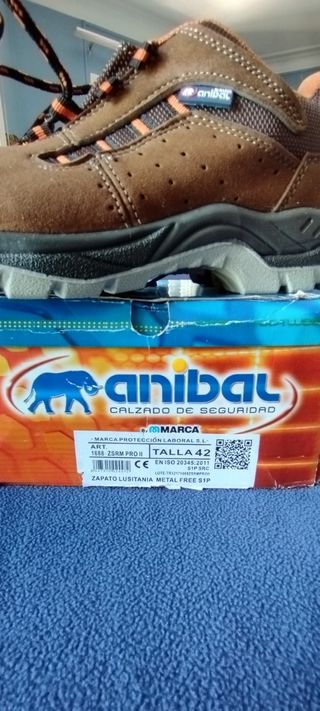 anibal
anibal
CALZADO DE SEGURIDAD
By MARCA
- MARCA PROTECCIÓN LABORAL S.L -
ART.
1688 ZSRM PRO II
TALLA 42
CE
EN ISO 20345:2011
S1P SRC
ZAPATO LUSITANIA METAL FREE S1P